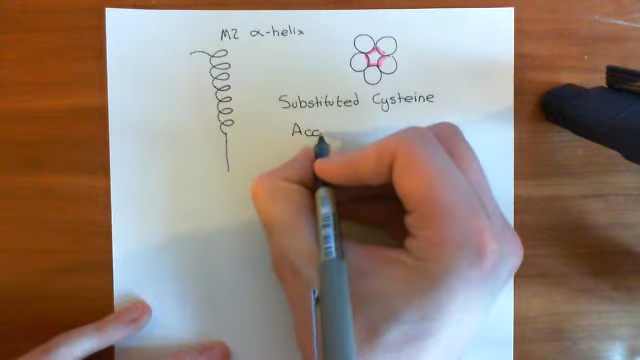 M2 α-helix
Substituted Cysteine
Acc